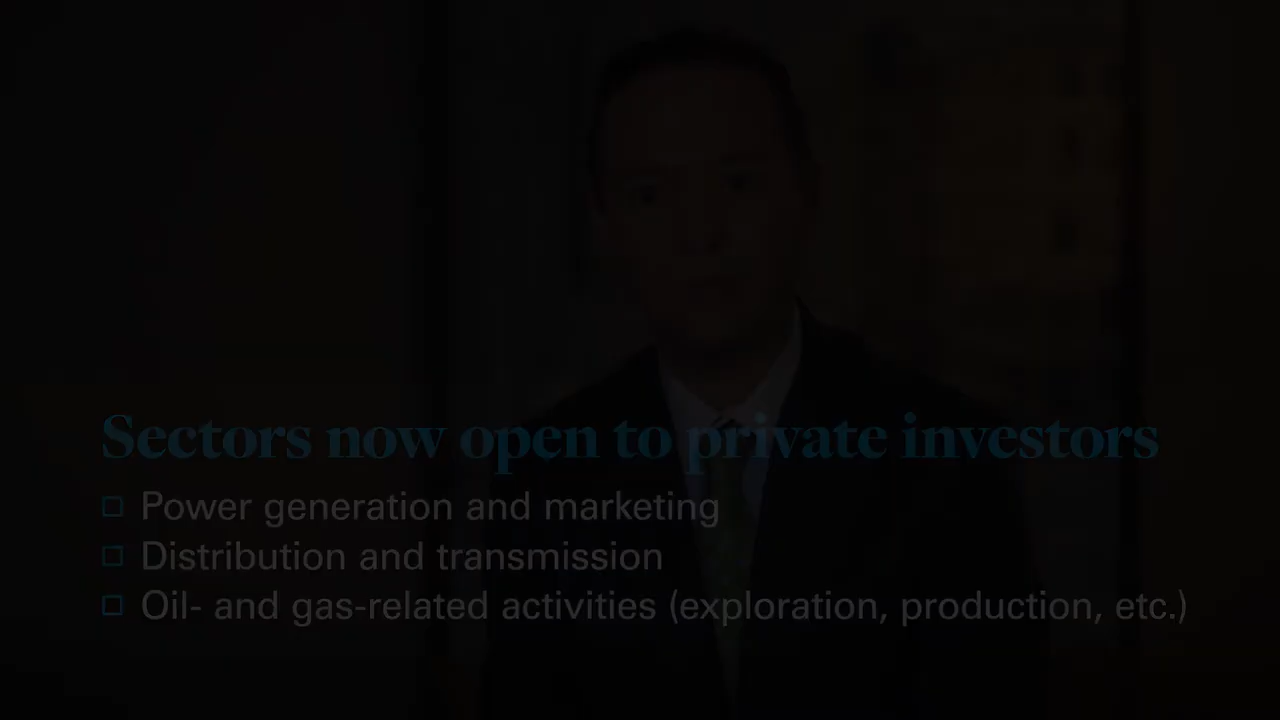 Sectors now open to private investors
Power generation and marketing
Distribution and transmission
Oil- and gas-related activities (exploration, production, etc.)